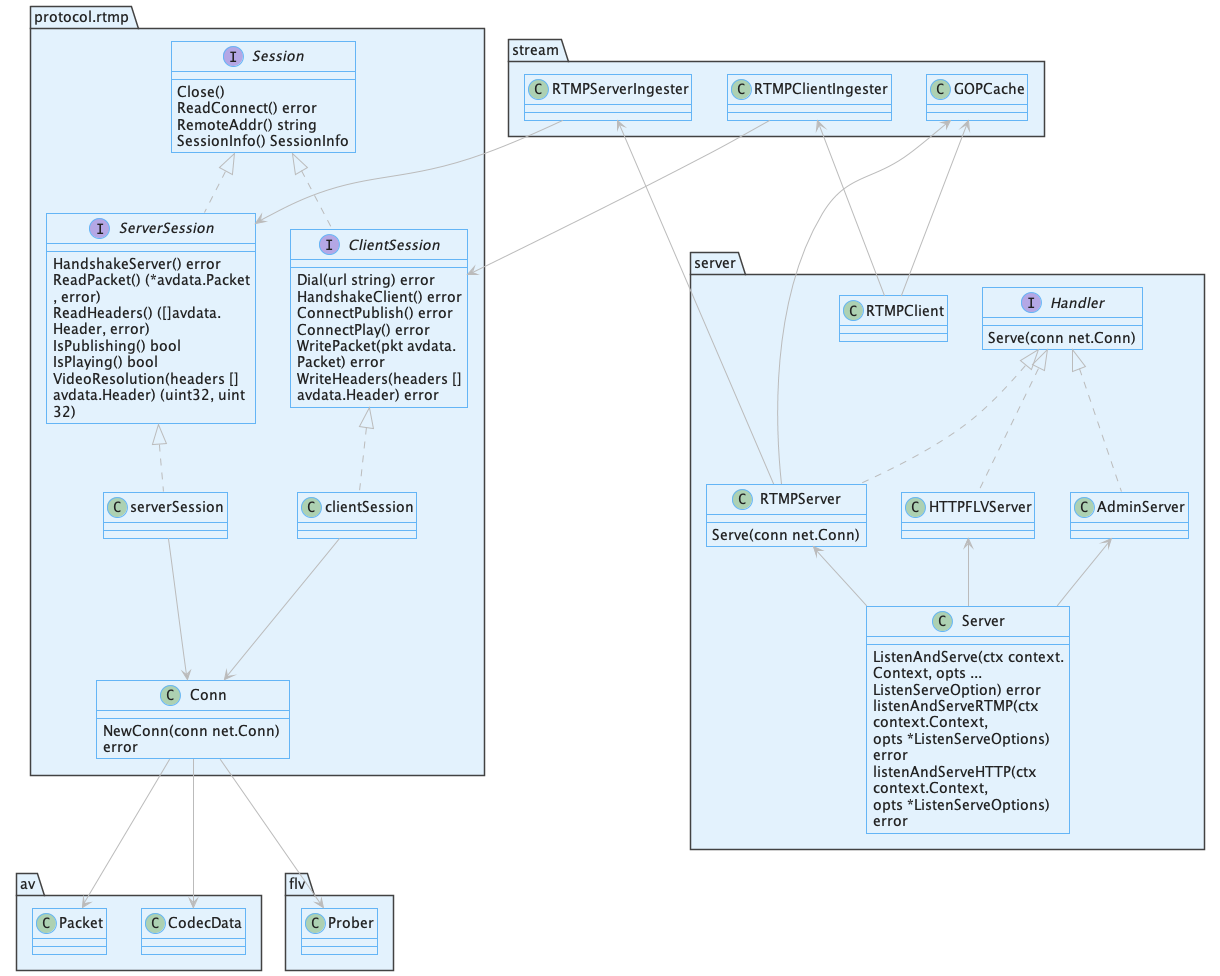 protocol.rtmp
I Session
Close()
ReadConnect() error
RemoteAddr() string
SessionInfo() SessionInfo
I ServerSession
HandshakeServer() error
ReadPacket() (*avdata.Packet
, error)
ReadHeaders() ([]avdata.
Header, error)
IsPublishing() bool
IsPlaying() bool
VideoResolution(headers []
avdata.Header) (uint32, uint
32)
I ClientSession
Dial(url string) error
HandshakeClient() error
ConnectPublish() error
ConnectPlay() error
WritePacket(pkt avdata.
Packet) error
WriteHeaders(headers []
avdata.Header) error
C serverSession
C clientSession
C Conn
NewConn(conn net.Conn)
error
stream
C RTMPServerIngester
C RTMPClientIngester
C GOPCache
server
C RTMPClient
I Handler
Serve(conn net.Conn)
C RTMPServer
Serve(conn net.Conn)
C HTTPFLVServer
C AdminServer
C Server
ListenAndServe(ctx context.
Context, opts ...
ListenServeOption) error
listenAndServeRTMP(ctx
context.Context,
opts *ListenServeOptions)
error
listenAndServeHTTP(ctx
context.Context,
opts *ListenServeOptions)
error
av
C Packet
C CodecData
flv
C Prober